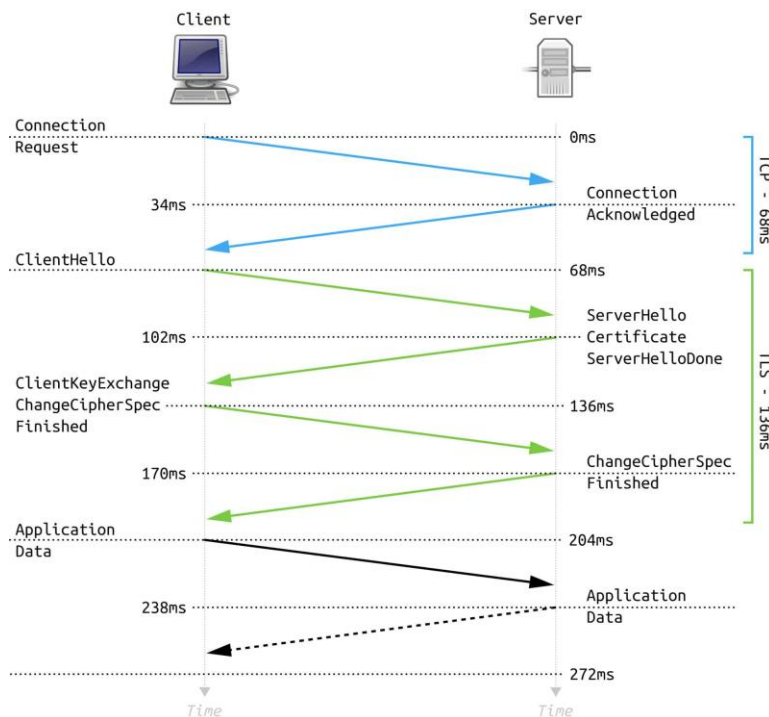 Client
Server
Connection
Request
0ms
34ms
Connection
Acknowledged
TCP - 68ms
ClientHello
68ms
102ms
ServerHello
Certificate
ServerHelloDone
TLS - 136ms
ClientKeyExchange
ChangeCipherSpec
Finished
136ms
170ms
ChangeCipherSpec
Finished
Application
Data
204ms
238ms
Application
Data
272ms
Time
Time